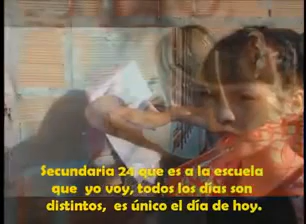 Secundaria 24 que es a la escuela
que yo voy, todos los días son
distintos, es único el día de hoy.